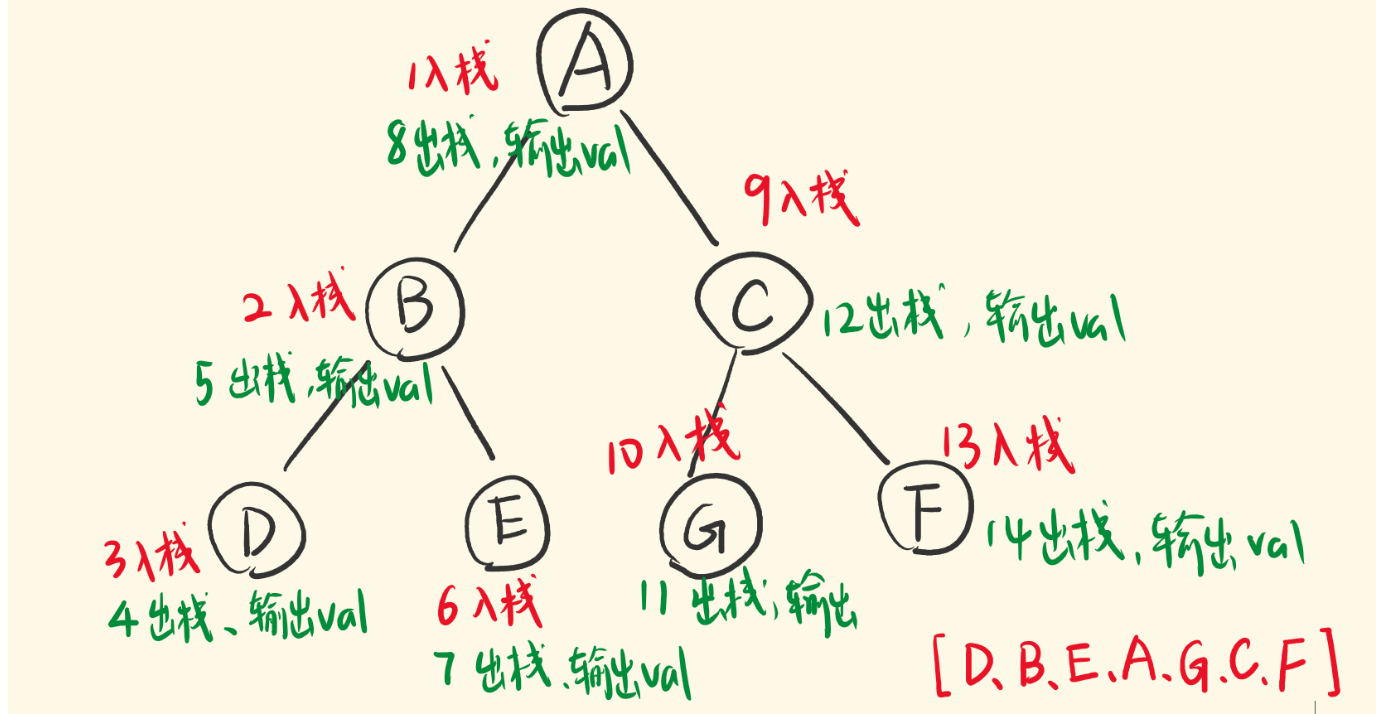 A
1入栈
8出栈,输出val
9入栈
2入栈
B
C
12出栈,输出val
5出栈,输出val
10入栈
13入栈
D
E
G
F
3入栈
14出栈,输出val
4出栈、输出val
6入栈
11出栈,输出
7出栈、输出val
[D、B、E、A、G、C、F]